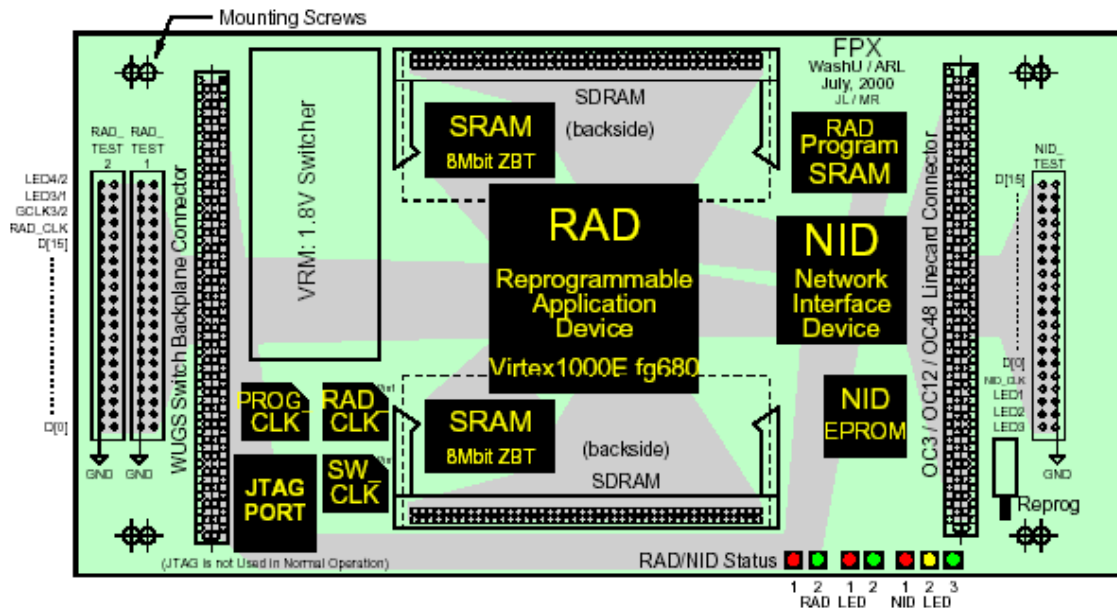 Mounting Screws
FPX
WashU / ARL
July, 2000
JL / MR
SDRAM
(backside)
SRAM
8Mbit ZBT
RAD
Program
SRAM
RAD_
TEST
2
RAD_
TEST
1
NID_
TEST
LED4/2
LED3/1
GCLK3/2
RAD_CLK
D[15]
D[0]
GND
GND
WUGS Switch Backplane Connector
VRM: 1.8V Switcher
RAD
Reprogrammable
Application
Device
Virtex1000E fg680
NID
Network
Interface
Device
OC3 / OC12 / OC48 Linecard Connector
D[15]
D[0]
NID_CLK
LED1
LED2
LED3
GND
Reprog
PROG_
CLK
RAD_
CLK
SW_
CLK
JTAG
PORT
SRAM
8Mbit ZBT
(backside)
SDRAM
NID
EPROM
(JTAG is not Used in Normal Operation)
RAD/NID Status
1 2 1 2 1 2 3
RAD LED NID LED